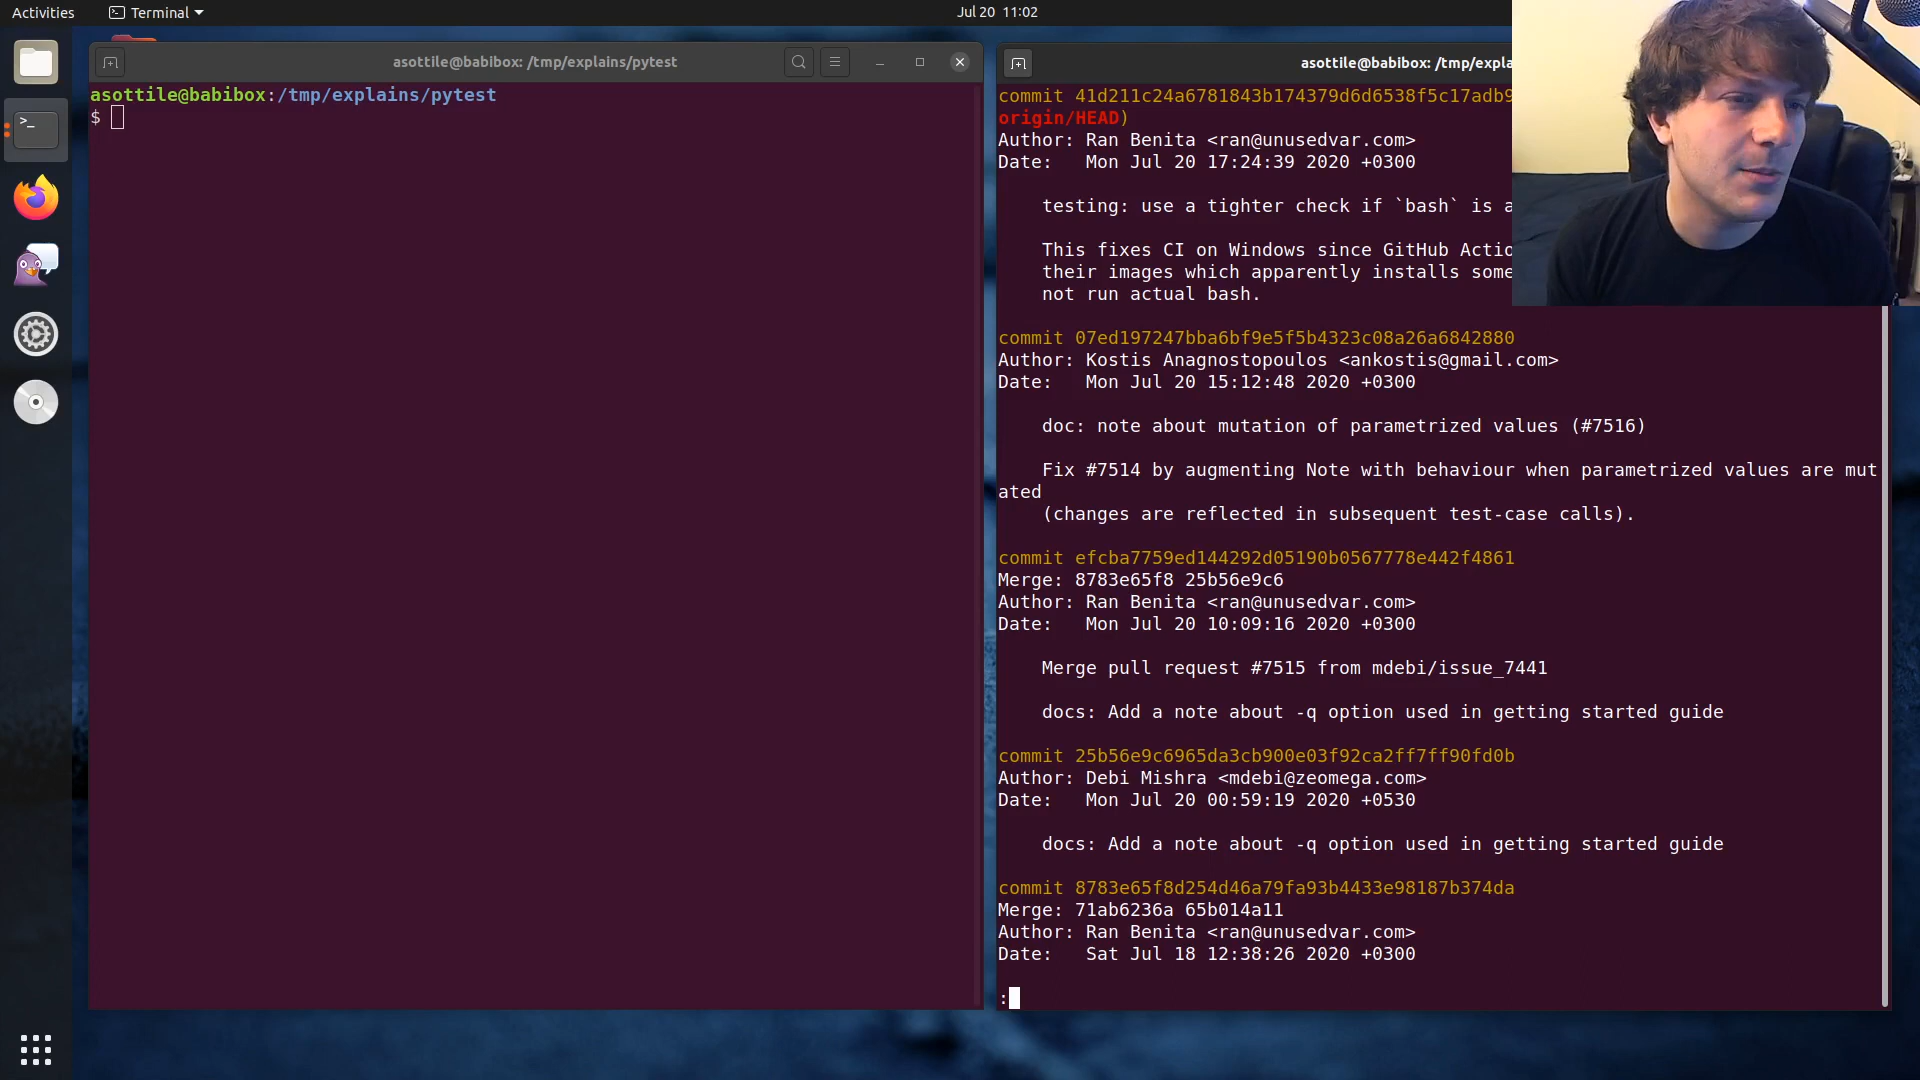 Activities
Terminal
Jul 20 11:02
asottile@babibox: /tmp/explains/pytest
asottile@babibox:/tmp/explains/pytest
$
asottile@babibox: /tmp/expla
commit 41d211c24a6781843b174379d6d6538f5c17adb9
origin/HEAD)
Author: Ran Benita <ran@unusedvar.com>
Date:   Mon Jul 20 17:24:39 2020 +0300
testing: use a tighter check if `bash` is a
This fixes CI on Windows since GitHub Actio
their images which apparently installs some
not run actual bash.
commit 07ed197247bba6bf9e5f5b4323c08a26a6842880
Author: Kostis Anagnostopoulos <ankostis@gmail.com>
Date:   Mon Jul 20 15:12:48 2020 +0300
doc: note about mutation of parametrized values (#7516)
Fix #7514 by augmenting Note with behaviour when parametrized values are mut
ated
(changes are reflected in subsequent test-case calls).
commit efcba7759ed144292d05190b0567778e442f4861
Merge: 8783e65f8 25b56e9c6
Author: Ran Benita <ran@unusedvar.com>
Date:   Mon Jul 20 10:09:16 2020 +0300
Merge pull request #7515 from mdebi/issue_7441
docs: Add a note about -q option used in getting started guide
commit 25b56e9c6965da3cb900e03f92ca2ff7ff90fd0b
Author: Debi Mishra <mdebi@zeomega.com>
Date:   Mon Jul 20 00:59:19 2020 +0530
docs: Add a note about -q option used in getting started guide
commit 8783e65f8d254d46a79fa93b4433e98187b374da
Merge: 71ab6236a 65b014a11
Author: Ran Benita <ran@unusedvar.com>
Date:   Sat Jul 18 12:38:26 2020 +0300
: